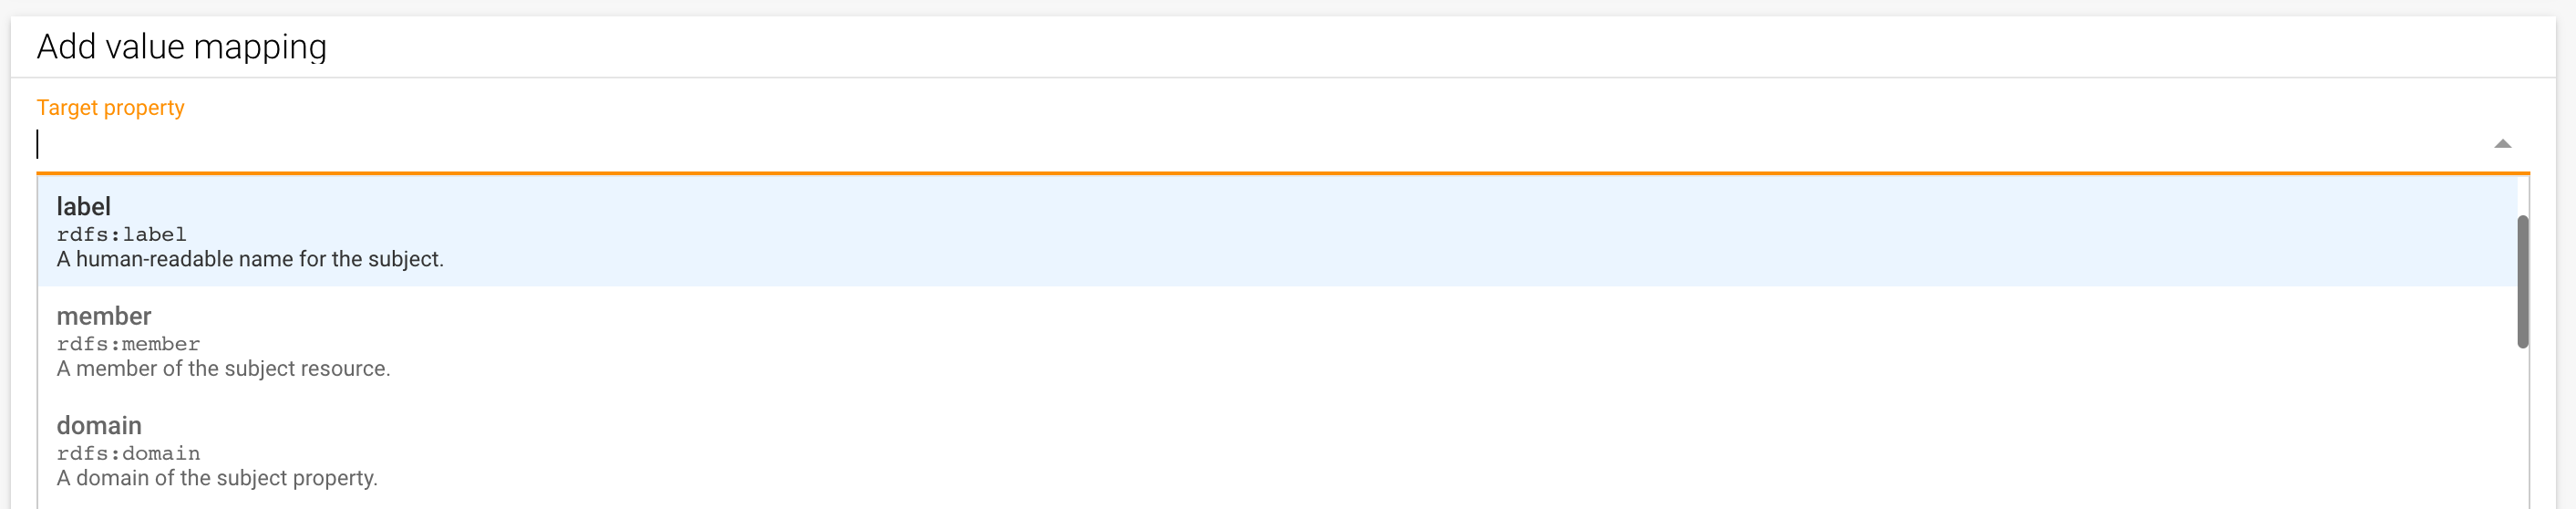 Add value mapping
Target property
label
rdfs:label
A human-readable name for the subject.
member
rdfs:member
A member of the subject resource.
domain
rdfs:domain
A domain of the subject property.